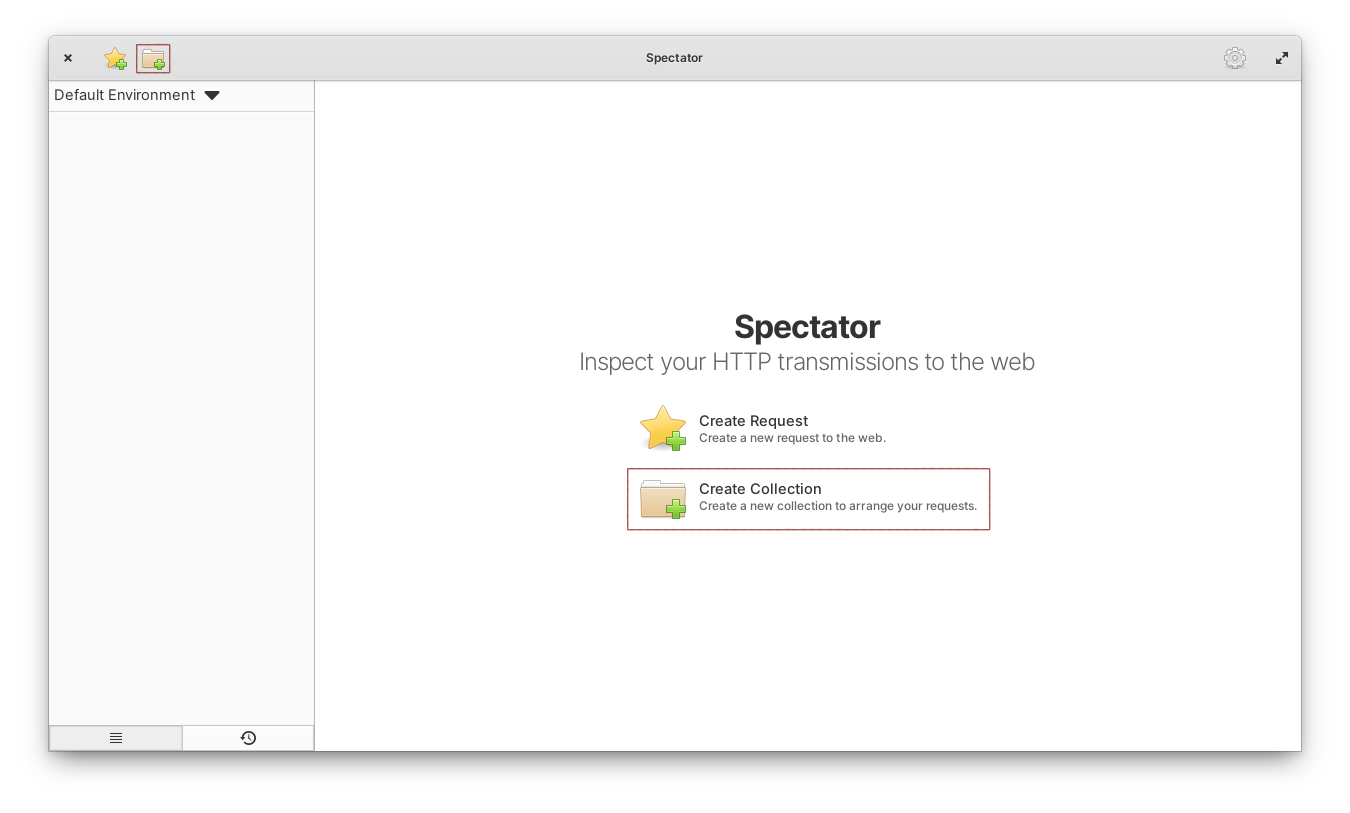 Spectator
Default Environment
Spectator
Inspect your HTTP transmissions to the web
Create Request
Create a new request to the web.
Create Collection
Create a new collection to arrange your requests.